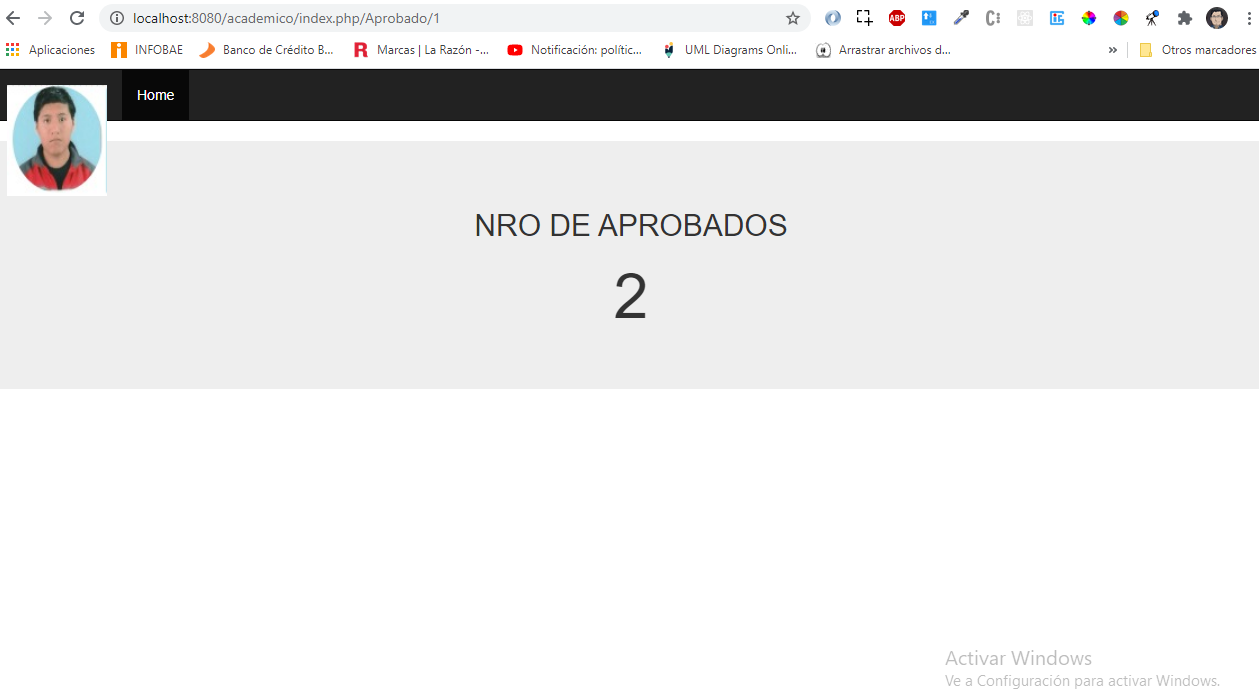 localhost:8080/academico/index.php/Aprobado/1
ABP
Aplicaciones INFOBAE Banco de Crédito B... R Marcas | La Razón -... Notificación: polític... UML Diagrams Onli... Arrastrar archivos d... » Otros marcadores
Home
NRO DE APROBADOS
2
Activar Windows
Ve a Configuración para activar Windows.